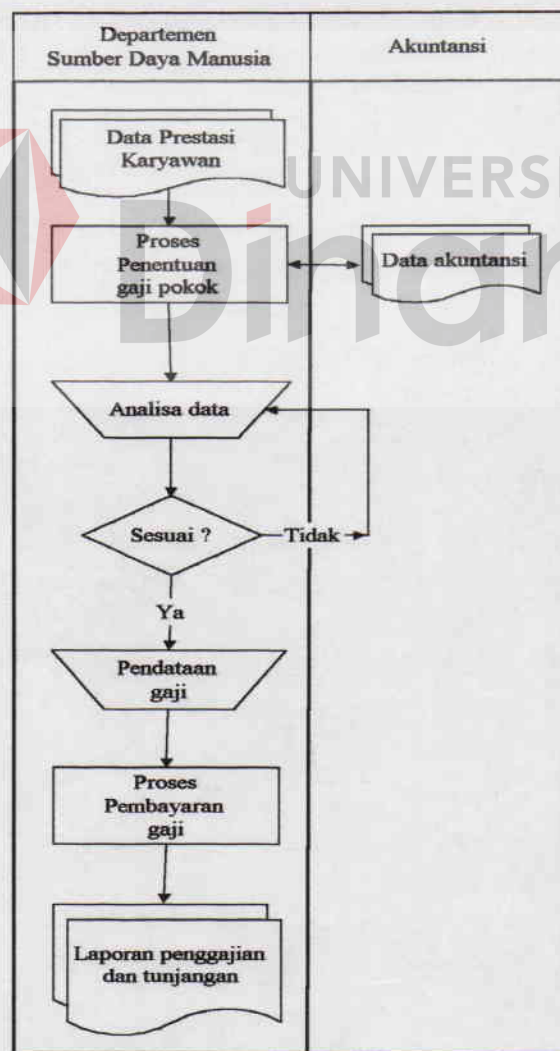 Departemen
Sumber Daya Manusia
Akuntansi
Data Prestasi
Karyawan
UNIVERS
Dinam
Proses
Penentuan
gaji pokok
Data akuntansi
Analisa data
Sesuai ?
Tidak
Ya
Pendataan
gaji
Proses
Pembayaran
gaji
Laporan penggajian
dan tunjangan